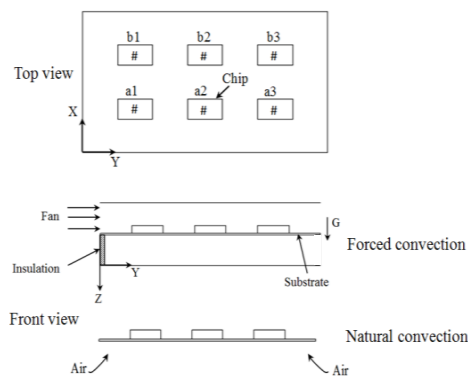 b1 b2 b3
# # #
Top view
Chip
a1 a2 a3
# # #
X
Y
Fan
G
Forced convection
Insulation
Y
Substrate
Z
Front view
Natural convection
Air Air